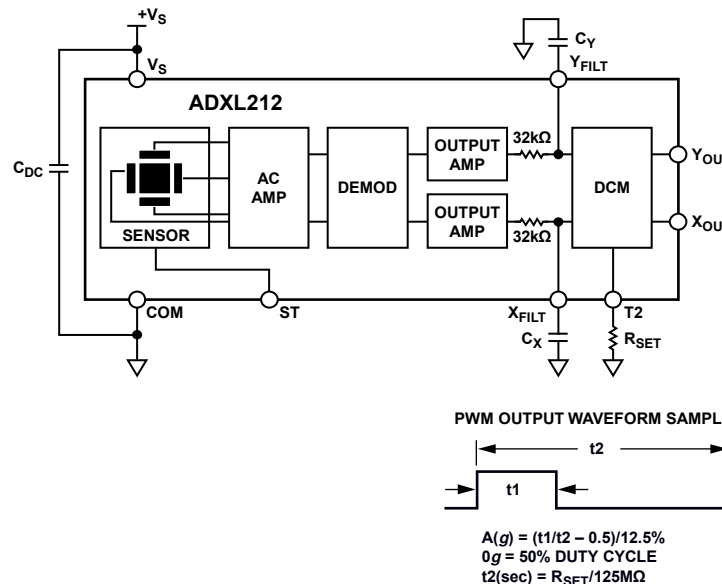 +VS
CY
VS
YFILT
ADXL212
CDC
SENSOR
AC
AMP
DEMOD
OUTPUT
AMP
OUTPUT
AMP
32kΩ
32kΩ
DCM
YOU
XOU
COM
ST
XFILT
T2
CX
RSET
PWM OUTPUT WAVEFORM SAMPL
t2
t1
A(g) = (t1/t2 – 0.5)/12.5%
0g = 50% DUTY CYCLE
t2(sec) = RSET/125MΩ